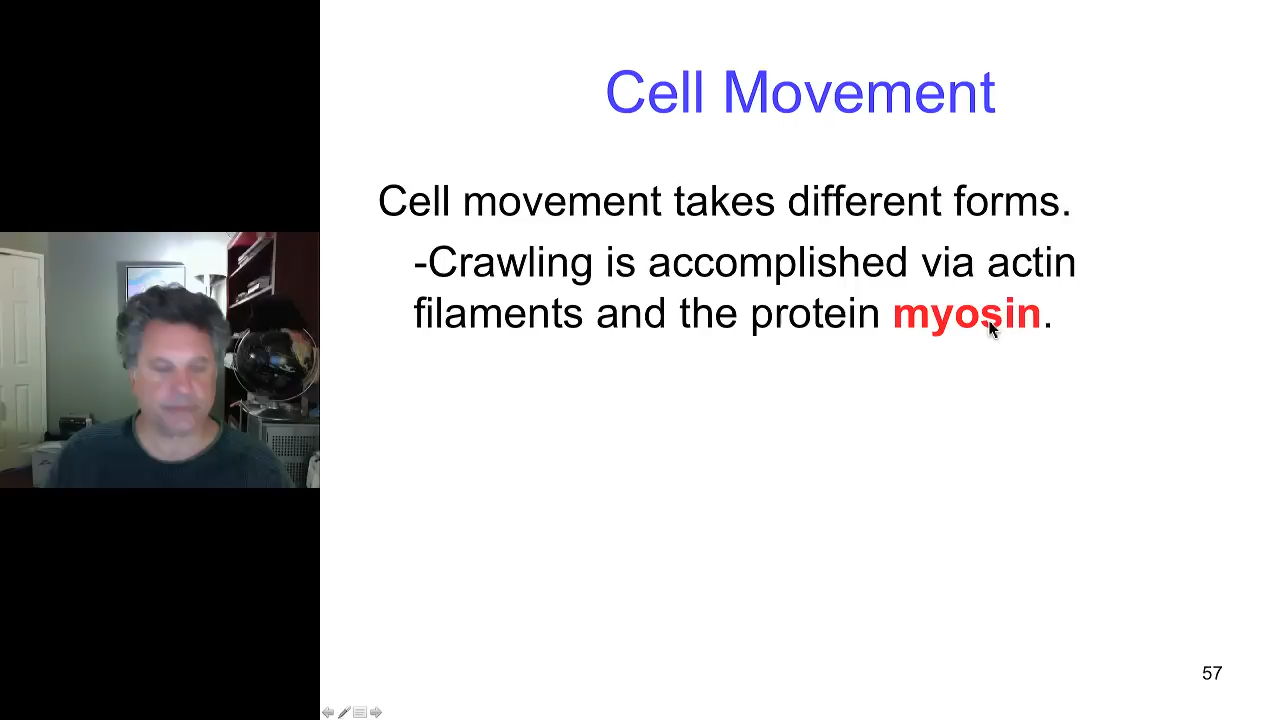 Cell Movement
Cell movement takes different forms.
-Crawling is accomplished via actin
filaments and the protein myosin.
57